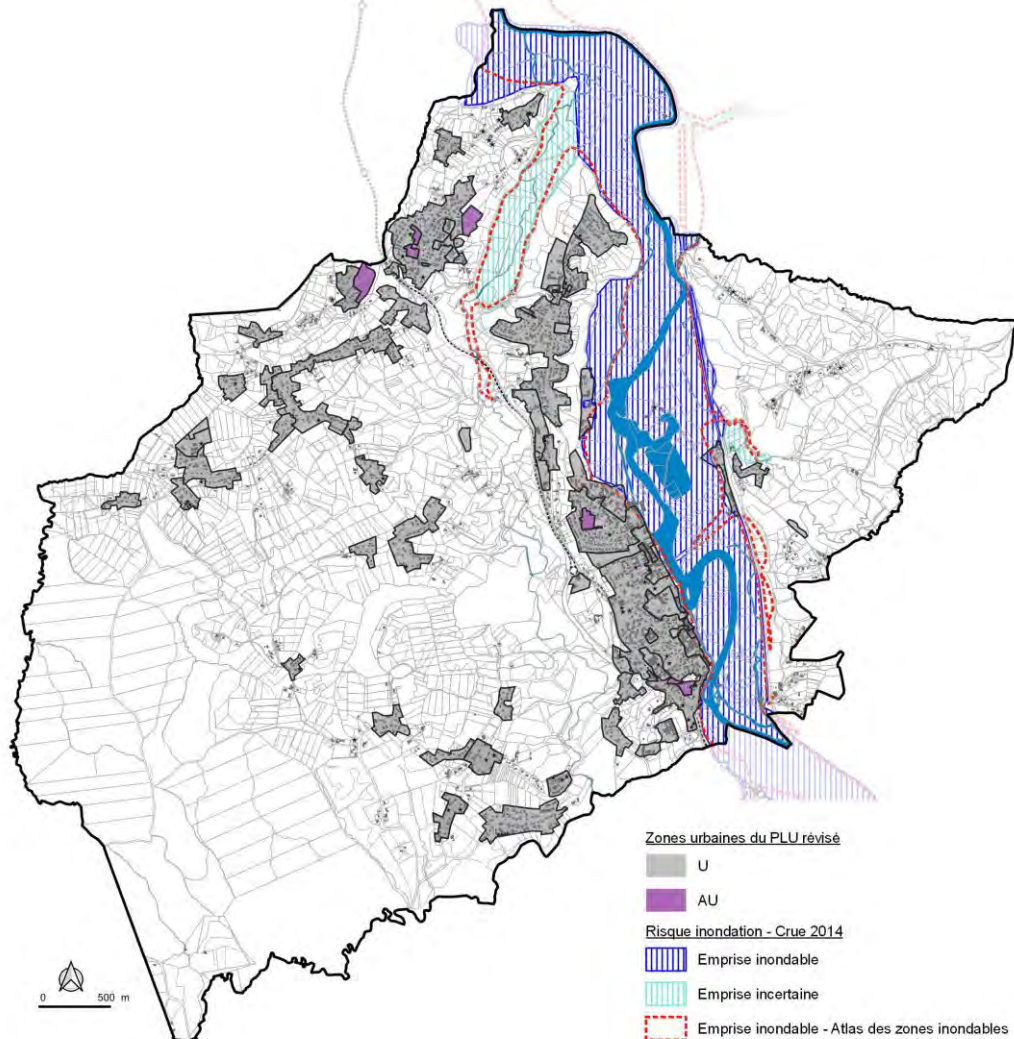 Zones urbaines du PLU révisé
U
AU
Risque inondation - Crue 2014
Emprise inondable
Emprise incertaine
Emprise inondable - Atlas des zones inondables
0 500 m